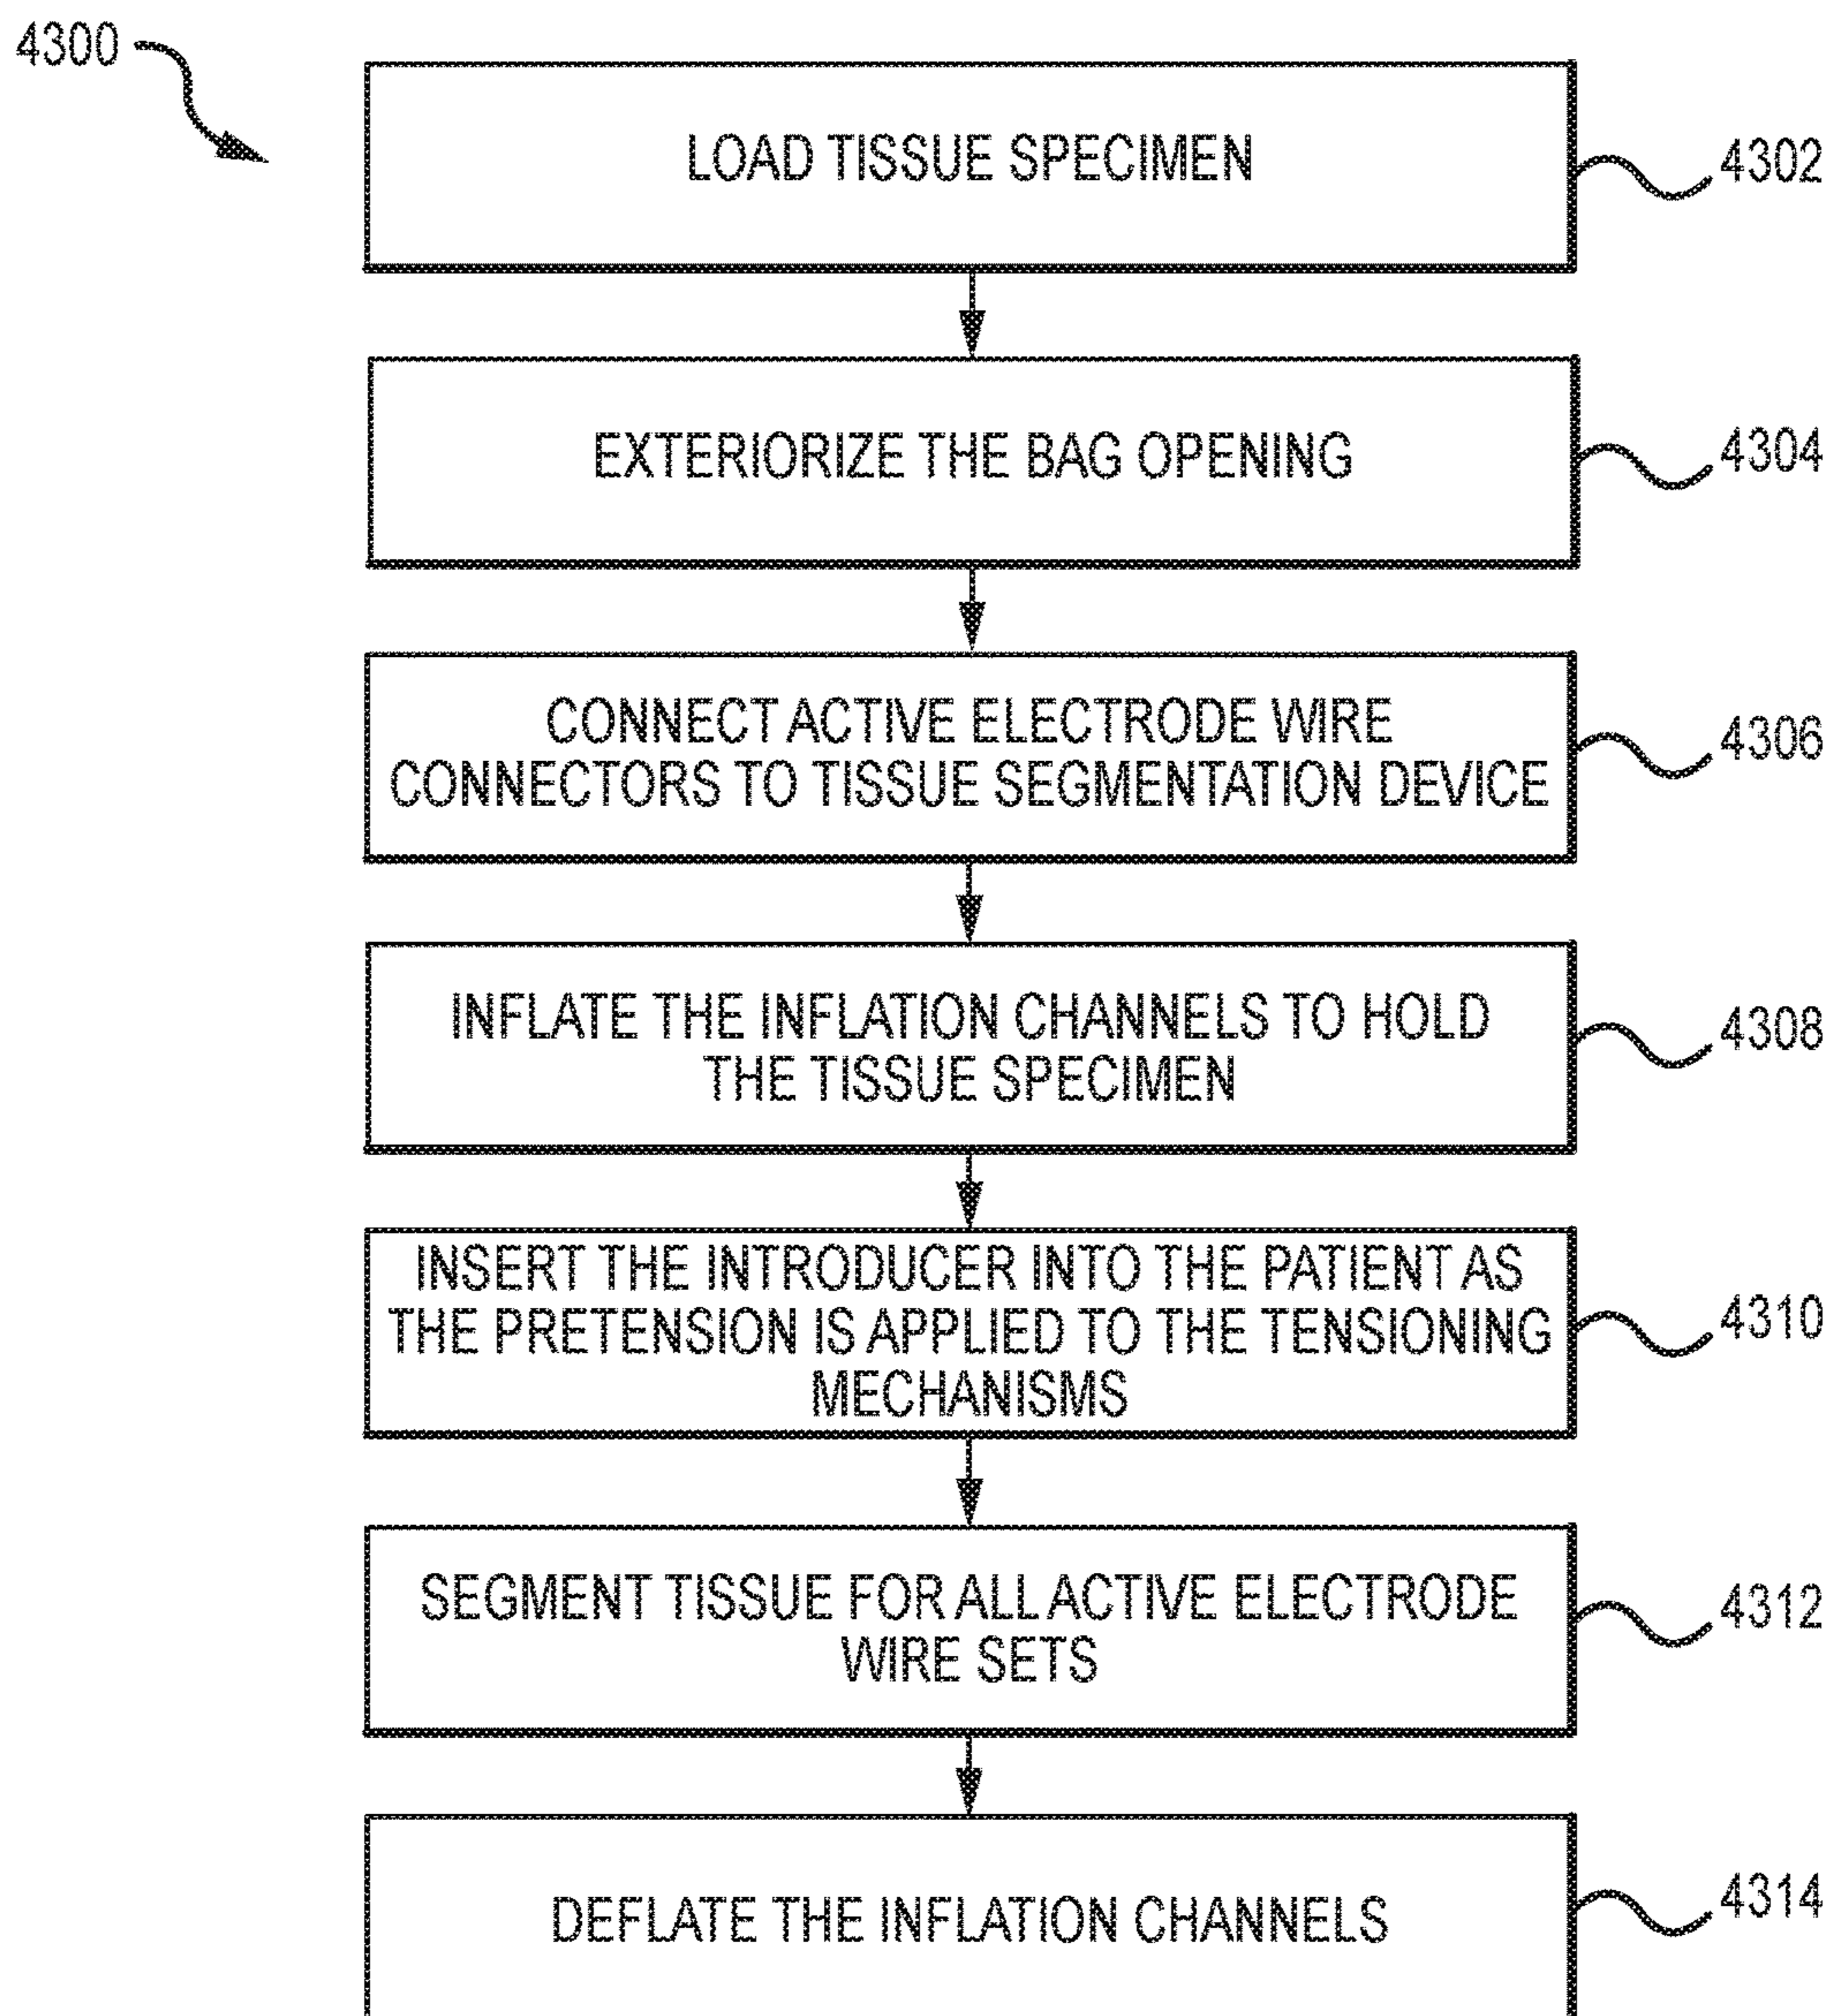 4300
LOAD TISSUE SPECIMEN
4302
EXTERIORIZE THE BAG OPENING
4304
CONNECT ACTIVE ELECTRODE WIRE
CONNECTORS TO TISSUE SEGMENTATION DEVICE
4306
INFLATE THE INFLATION CHANNELS TO HOLD
THE TISSUE SPECIMEN
4308
INSERT THE INTRODUCER INTO THE PATIENT AS
THE PRETENSION IS APPLIED TO THE TENSIONING
MECHANISMS
4310
SEGMENT TISSUE FOR ALL ACTIVE ELECTRODE
WIRE SETS
4312
DEFLATE THE INFLATION CHANNELS
4314